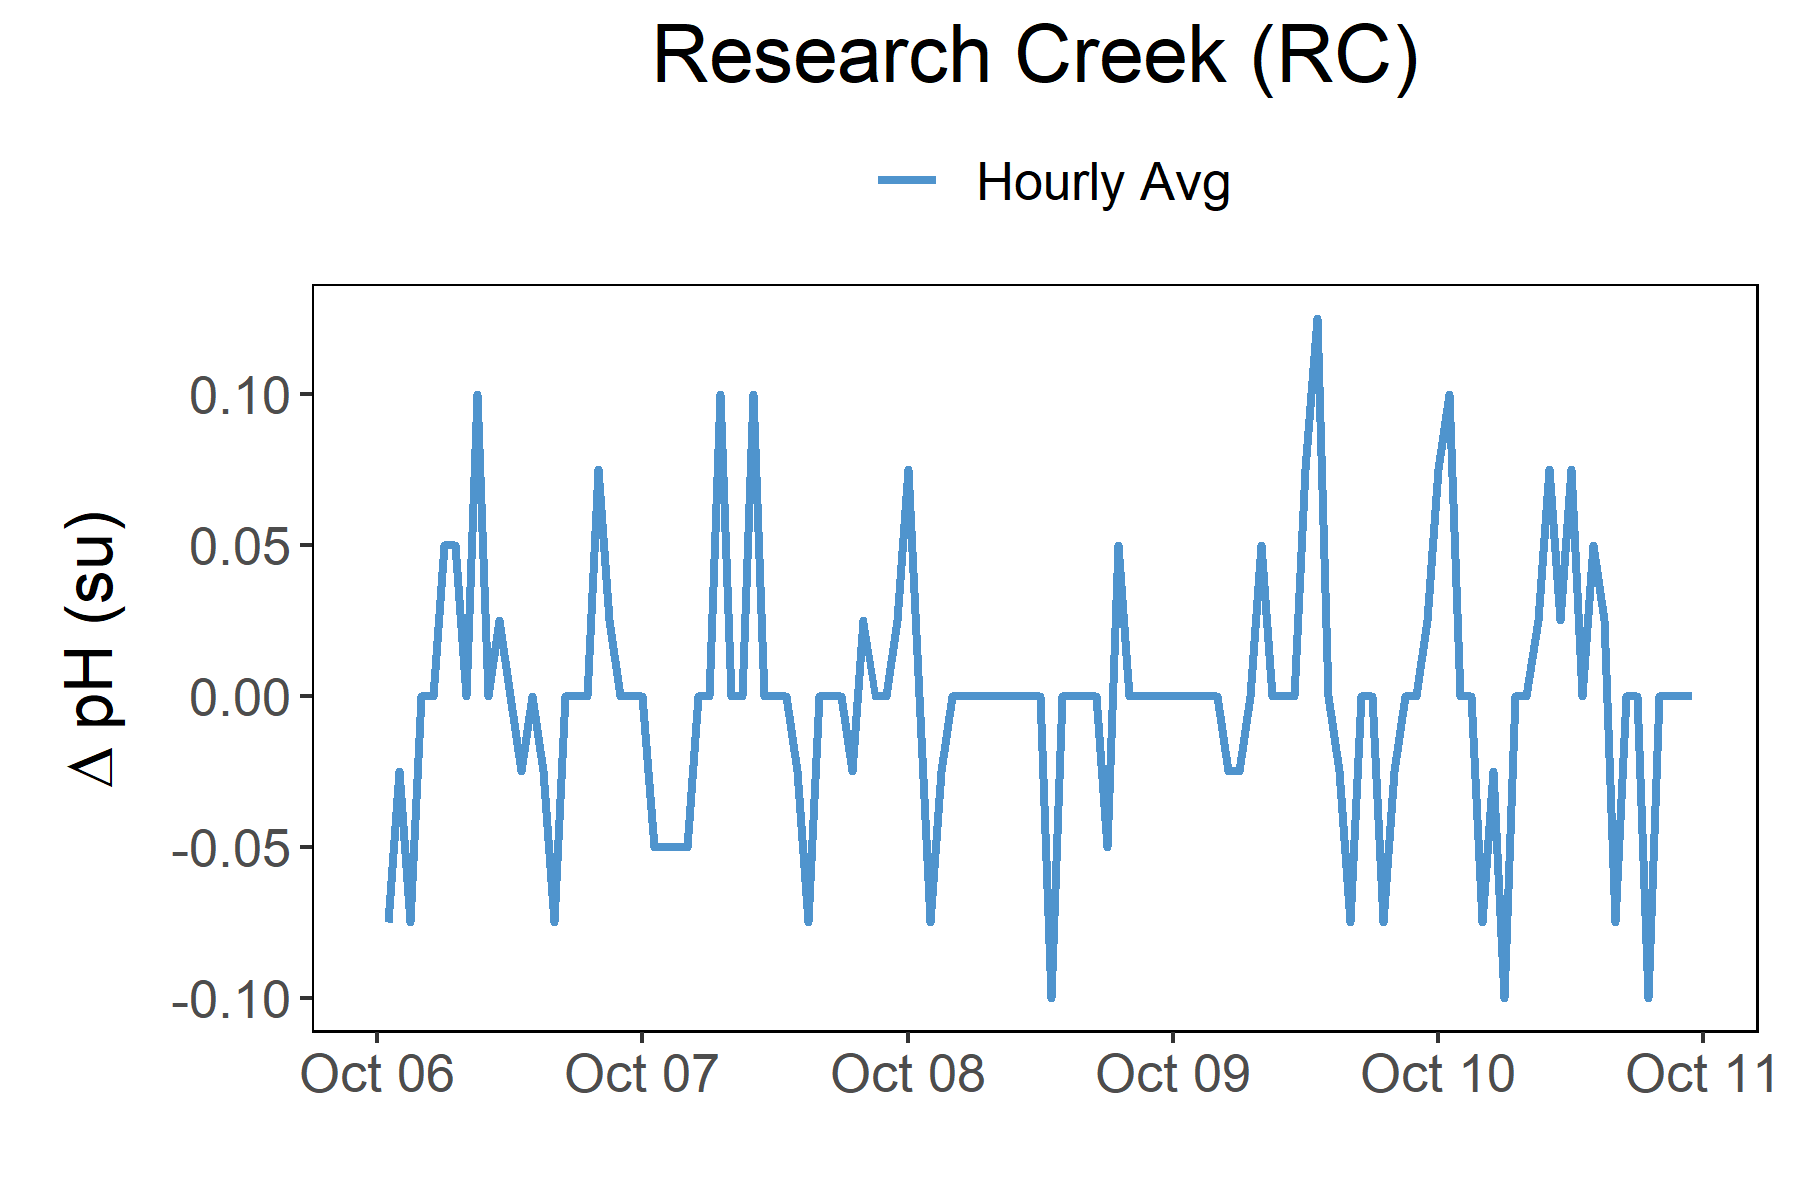 Research Creek (RC)
Hourly Avg
Δ pH (su)
0.10
0.05
0.00
-0.05
-0.10
Oct 06 Oct 07 Oct 08 Oct 09 Oct 10 Oct 11